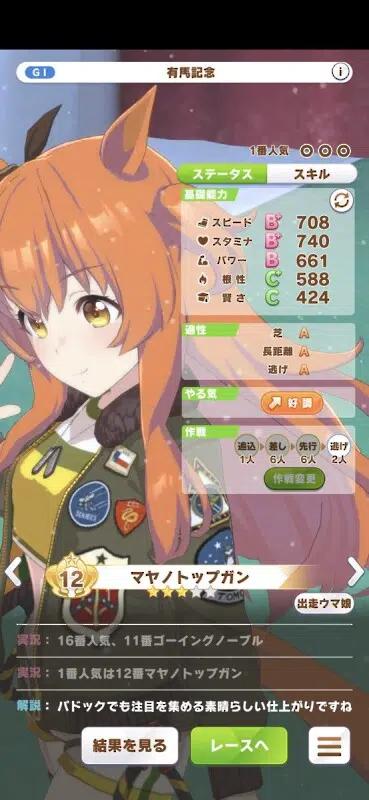 GI
有馬記念
i
1番人気 ◎ ◎ ◎
ステータス スキル
基礎能力
スピード B+ 708
スタミナ B+ 740
パワー B 661
根性 C+ 588
賢さ C 424
適性
芝 A
長距離 A
逃げ A
やる気
好調
作戦
追込 差し 先行 逃げ
1人 6人 6人 2人
作戦変更
12 マヤノトップガン
出走ウマ娘
実況： 16番人気、11番ゴーイングノーブル
実況： 1番人気は12番マヤノトップガン
解説： パドックでも注目を集める素晴らしい仕上がりですね
結果を見る レースへ